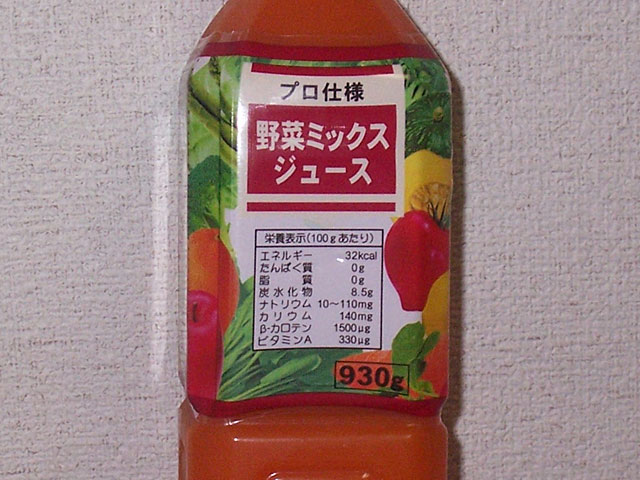 プロ仕様
野菜ミックス
ジュース
栄養表示(100gあたり)
エネルギー 32kcal
たんぱく質 0g
脂質 0g
炭水化物 8.5g
ナトリウム 10～110mg
カリウム 140mg
β-カロテン 1500μg
ビタミンA 330μg
930g